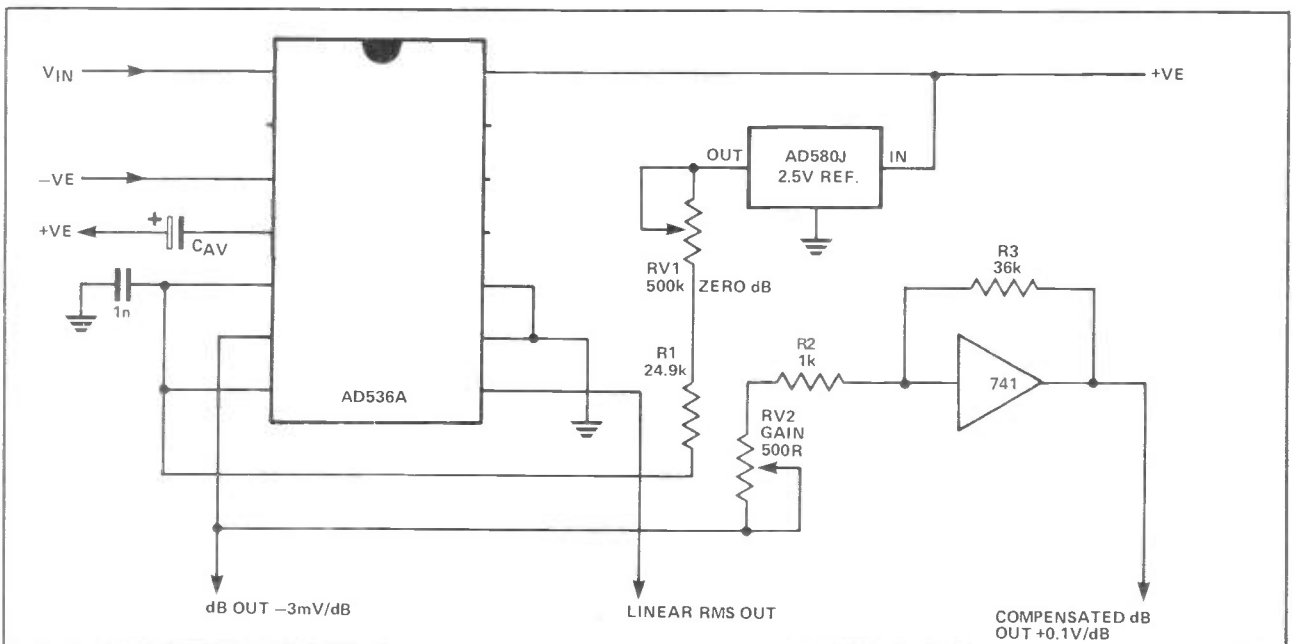 VIN
+VE
OUT
AD580J
2.5V REF.
IN
−VE
+VE
+
CAV
RV1
500k
ZERO dB
R3
36k
1n
R1
24.9k
R2
1k
741
AD536A
RV2
GAIN
500R
dB OUT −3mV/dB
LINEAR RMS OUT
COMPENSATED dB
OUT +0.1V/dB